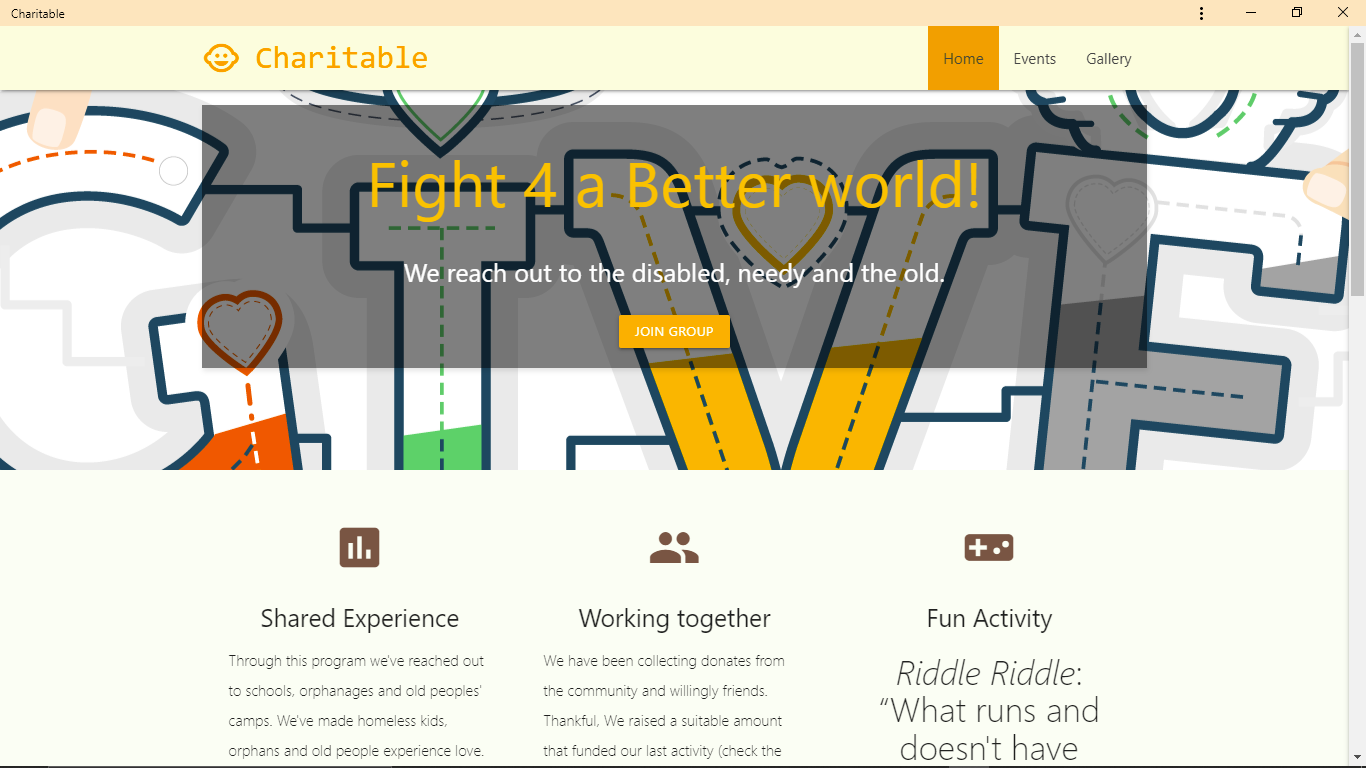 Charitable
Charitable
Home Events Gallery
GIVE
Fight 4 a Better world!
We reach out to the disabled, needy and the old.
JOIN GROUP
Shared Experience
Through this program we've reached out
to schools, orphanages and old peoples'
camps. We've made homeless kids,
orphans and old people experience love.
Working together
We have been collecting donates from
the community and willingly friends.
Thankful, We raised a suitable amount
that funded our last activity (check the
Fun Activity
Riddle Riddle:
“What runs and
doesn't have